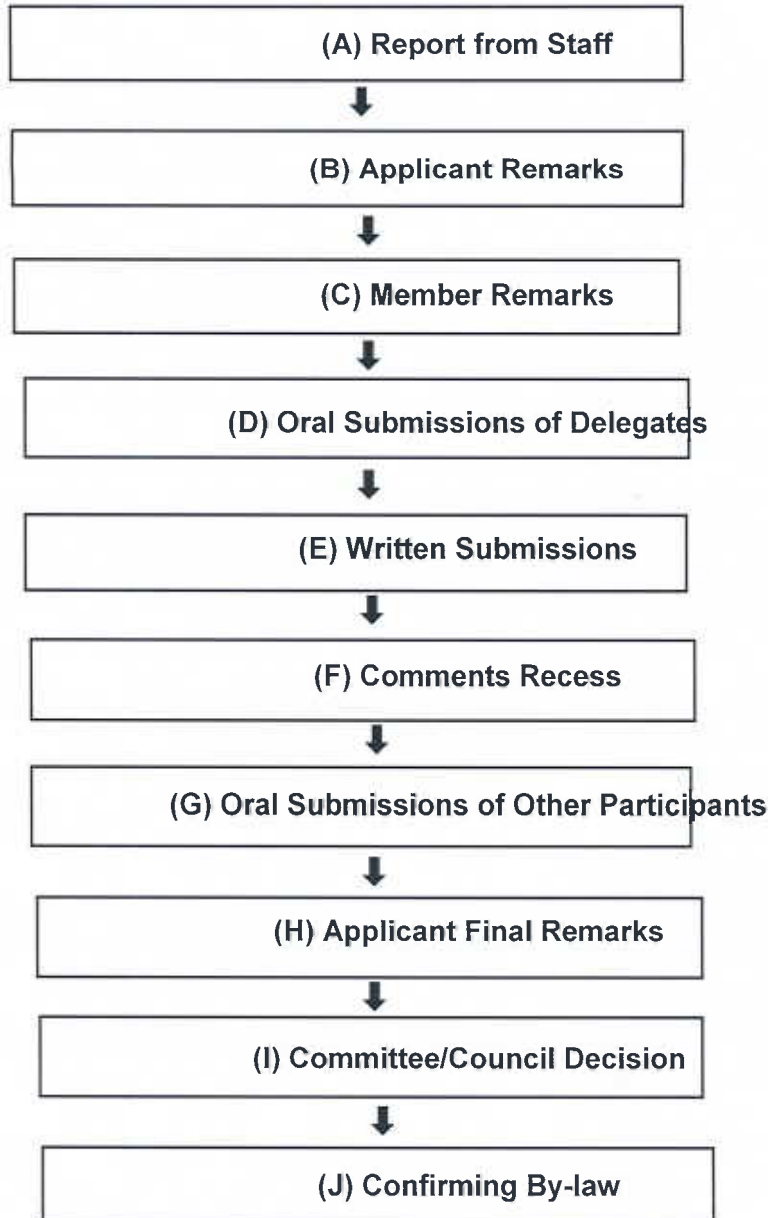 (A) Report from Staff
(B) Applicant Remarks
(C) Member Remarks
(D) Oral Submissions of Delegates
(E) Written Submissions
(F) Comments Recess
(G) Oral Submissions of Other Participants
(H) Applicant Final Remarks
(I) Committee/Council Decision
(J) Confirming By-law